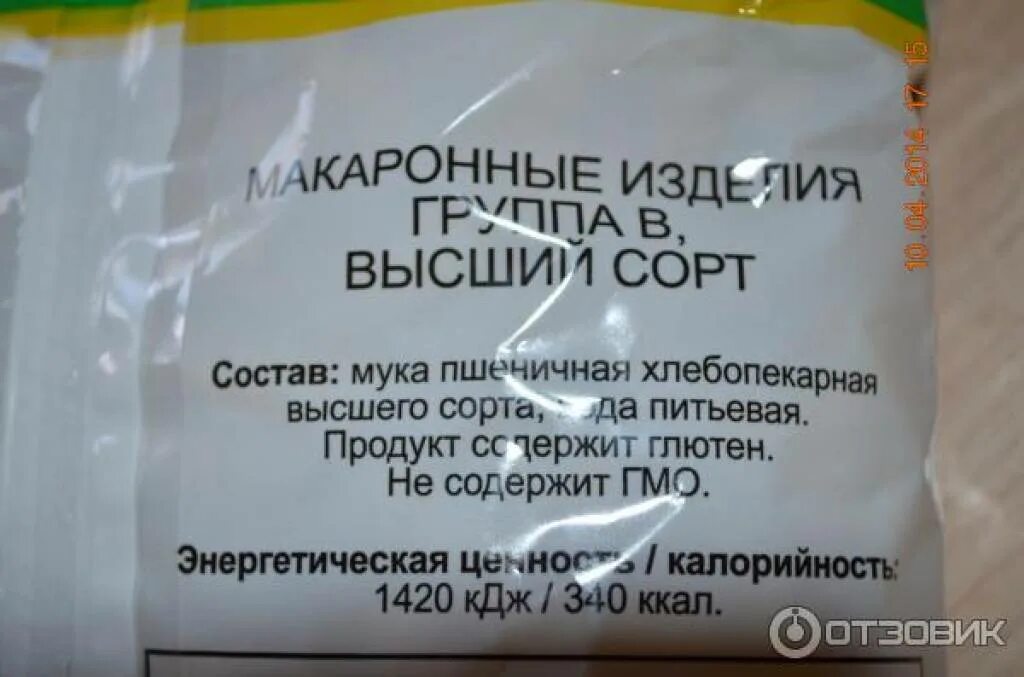 МАКАРОННЫЕ ИЗДЕЛИЯ
ГРУППА В,
ВЫСШИЙ СОРТ
Состав: мука пшеничная хлебопекарная
высшего сорта, вода питьевая.
Продукт содержит глютен.
Не содержит ГМО.
Энергетическая ценность / калорийность:
1420 кДж / 340 ккал.
10.04.2014 17:15
ОТЗОВИК